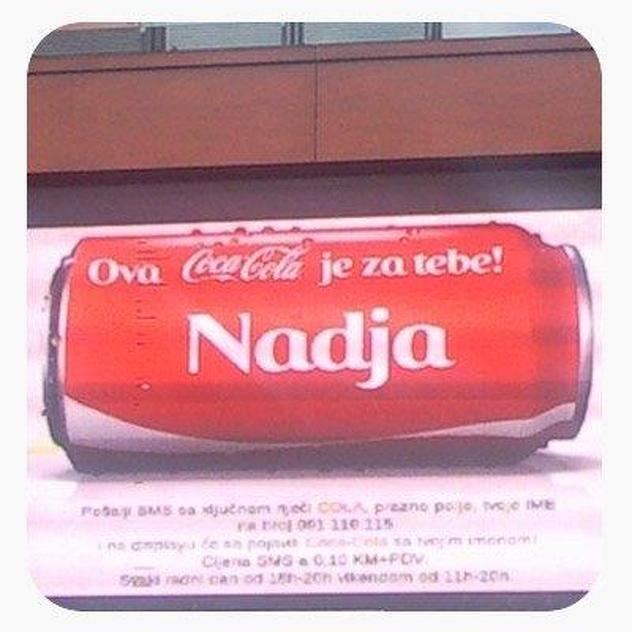 Ova Coca-Cola je za tebe!
Nadja
Pošalji SMS sa ključnom riječi COLA, prazno polje, tvoje IME
na broj 091 110 115
i na displayu će se pojaviti Coca-Cola sa tvojim imenom!
Cijena SMS a 0,10 KM+PDV.
Svaki radni dan od 18h-20h vikendom od 11h-20h.